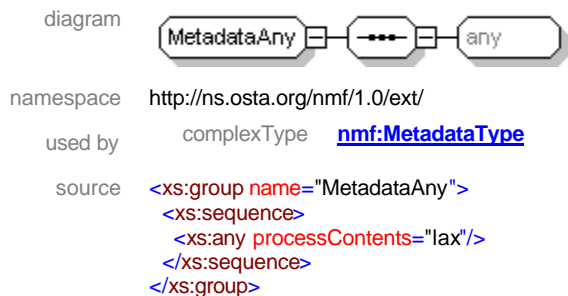 diagram
MetadataAny
any
namespace http://ns.osta.org/nmf/1.0/ext/
used by complexType nmf:MetadataType
source <xs:group name="MetadataAny">
<xs:sequence>
<xs:any processContents="lax"/>
</xs:sequence>
</xs:group>